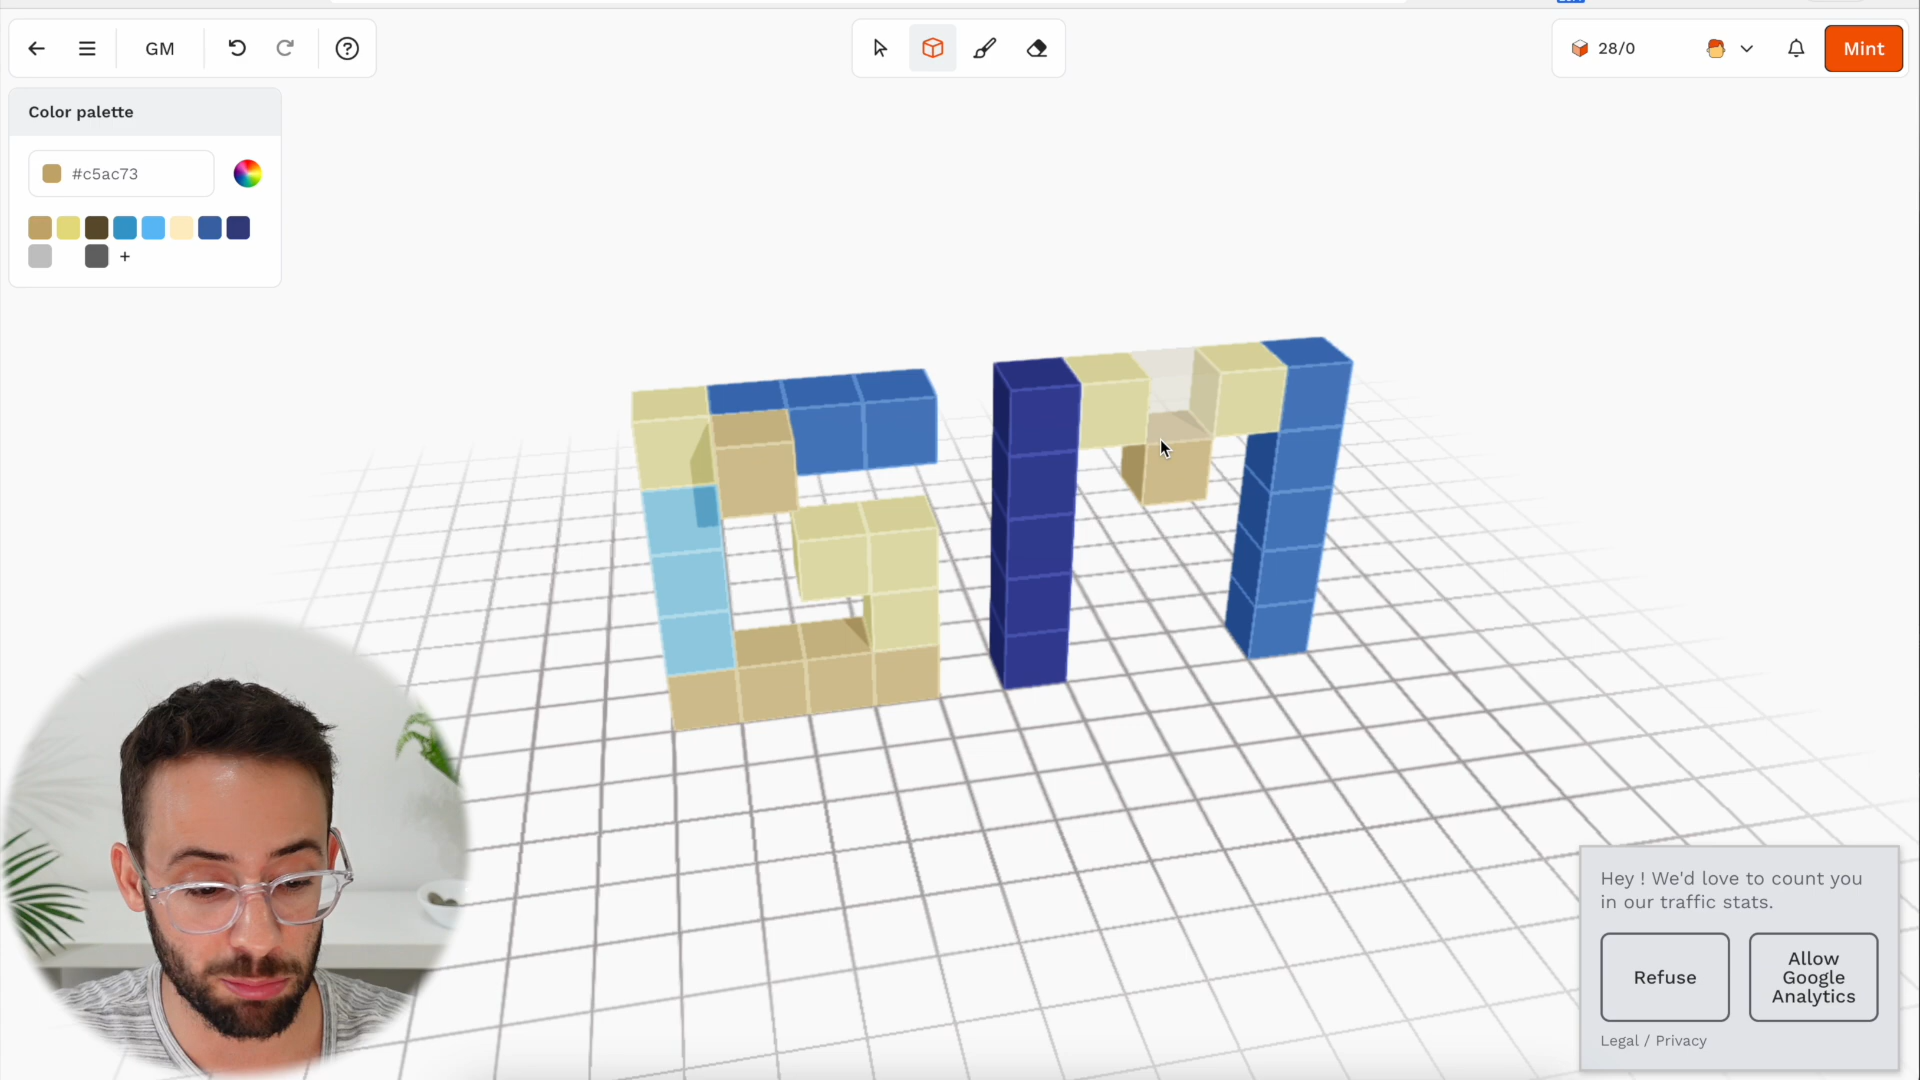 GM
28/0
Mint
Color palette
#c5ac73
+
GM
Hey ! We'd love to count you
in our traffic stats.
Refuse
Allow
Google
Analytics
Legal / Privacy